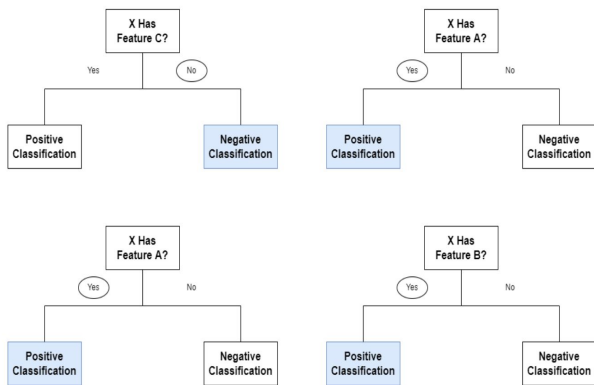 X Has
Feature C?
Yes
No
Positive
Classification
Negative
Classification
X Has
Feature A?
Yes
No
Positive
Classification
Negative
Classification
X Has
Feature A?
Yes
No
Positive
Classification
Negative
Classification
X Has
Feature B?
Yes
No
Positive
Classification
Negative
Classification